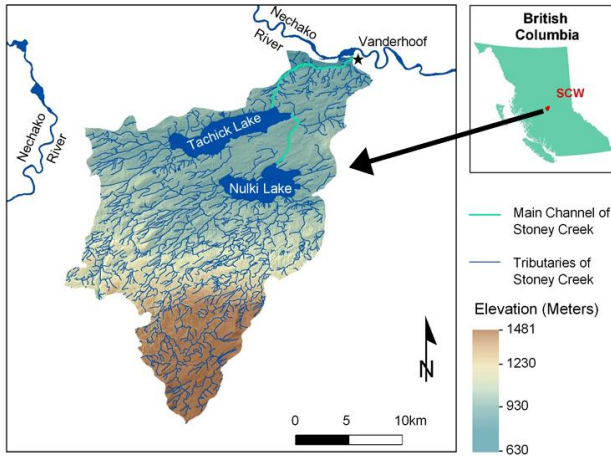 Nechako
River
Vanderhoof
Nechako
River
Tachick Lake
Nulki Lake
N
0 5 10km
British
Columbia
SCW
Main Channel of
Stoney Creek
Tributaries of
Stoney Creek
Elevation (Meters)
1481
1230
930
630